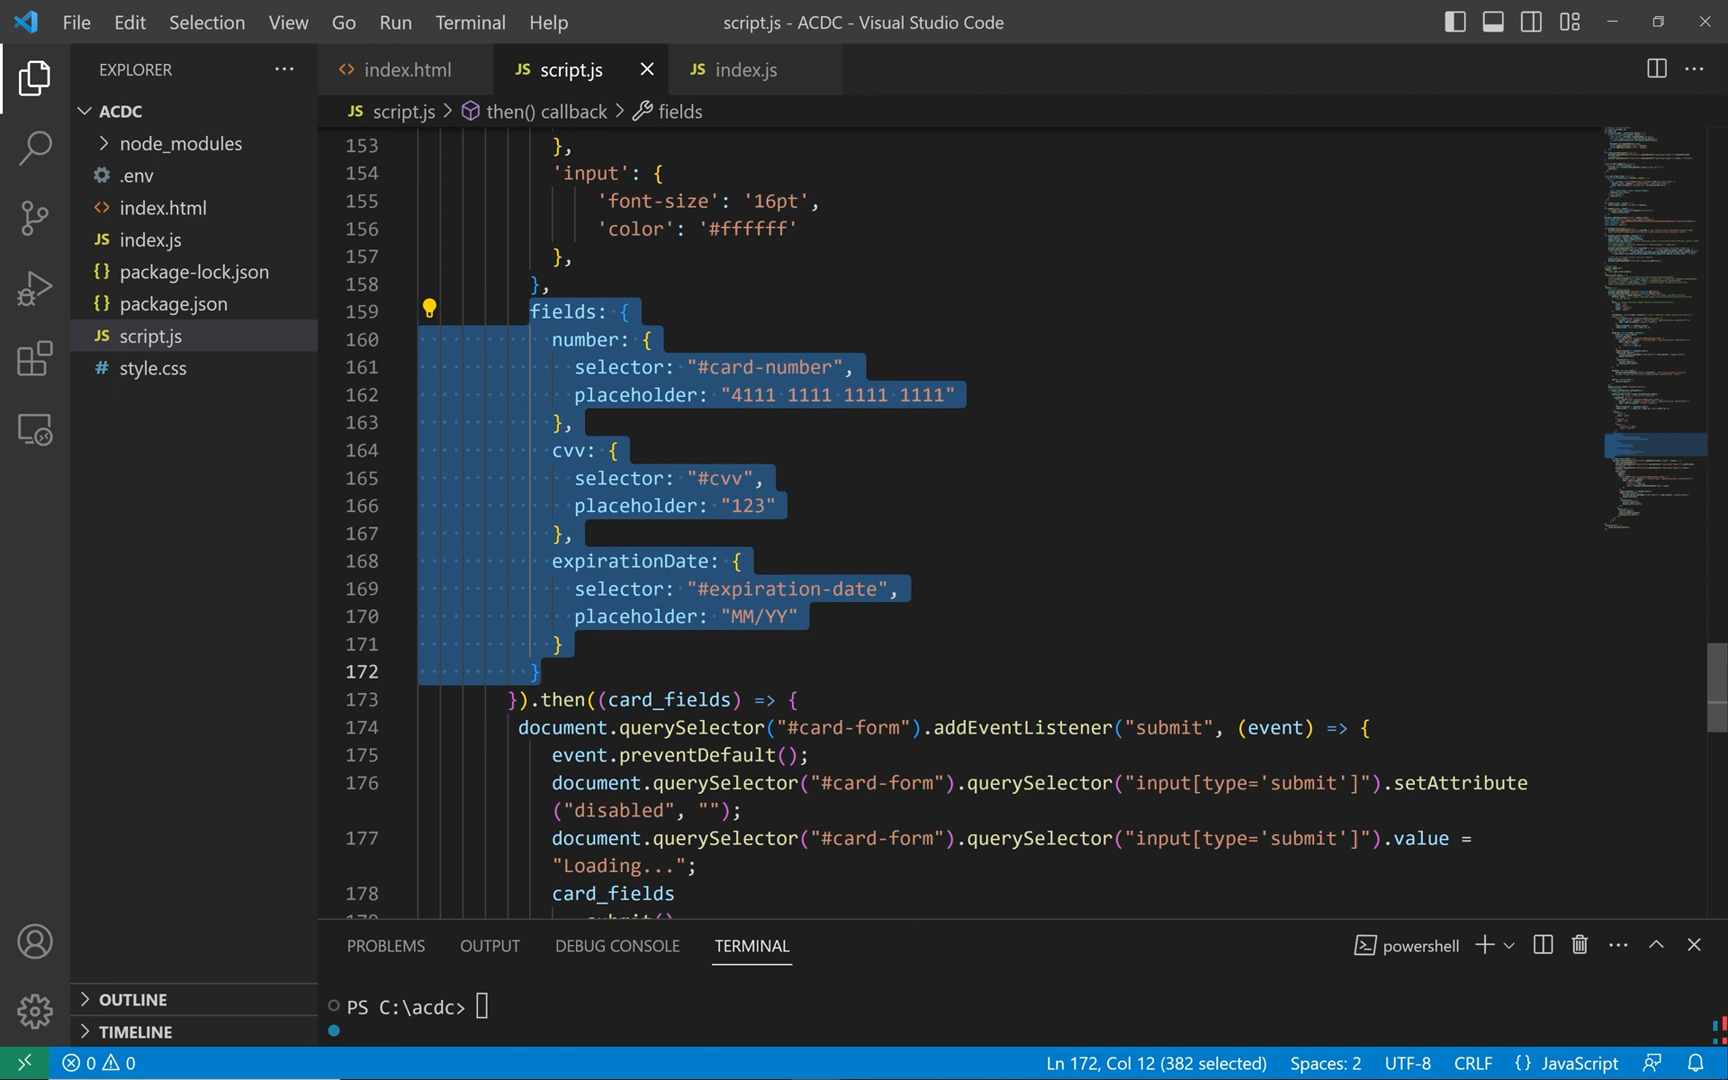 File Edit Selection View Go Run Terminal Help script.js - ACDC - Visual Studio Code
EXPLORER
ACDC
node_modules
.env
index.html
index.js
package-lock.json
package.json
script.js
style.css
OUTLINE
TIMELINE
index.html JS script.js JS index.js
JS script.js > then() callback > fields
153 },
154 'input': {
155 'font-size': '16pt',
156 'color': '#ffffff'
157 },
158 },
159 fields: {
160 number: {
161 selector: "#card-number",
162 placeholder: "4111 1111 1111 1111"
163 },
164 cvv: {
165 selector: "#cvv",
166 placeholder: "123"
167 },
168 expirationDate: {
169 selector: "#expiration-date",
170 placeholder: "MM/YY"
171 }
172 }
173 }).then((card_fields) => {
174 document.querySelector("#card-form").addEventListener("submit", (event) => {
175 event.preventDefault();
176 document.querySelector("#card-form").querySelector("input[type='submit']").setAttribute
("disabled", "");
177 document.querySelector("#card-form").querySelector("input[type='submit']").value =
"Loading...";
178 card_fields
PROBLEMS OUTPUT DEBUG CONSOLE TERMINAL powershell
PS C:\acdc>
0 0 Ln 172, Col 12 (382 selected) Spaces: 2 UTF-8 CRLF {} JavaScript